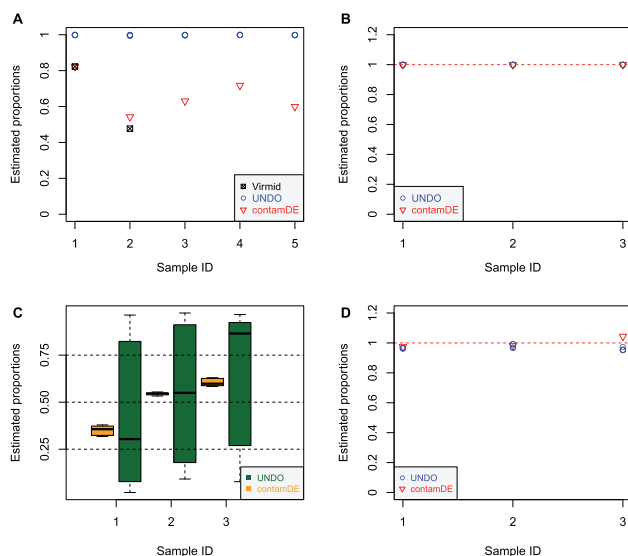 A
Estimated proportions
1
0.8
0.6
0.4
0.2
0
Virmid
UNDO
contamDE
1 2 3 4 5
Sample ID
B
Estimated proportions
1.2
1
0.8
0.6
0.4
0.2
0
UNDO
contamDE
1 2 3
Sample ID
C
Estimated proportions
0.75
0.50
0.25
UNDO
contamDE
1 2 3
Sample ID
D
Estimated proportions
1.2
1
0.8
0.6
0.4
0.2
0
UNDO
contamDE
1 2 3
Sample ID